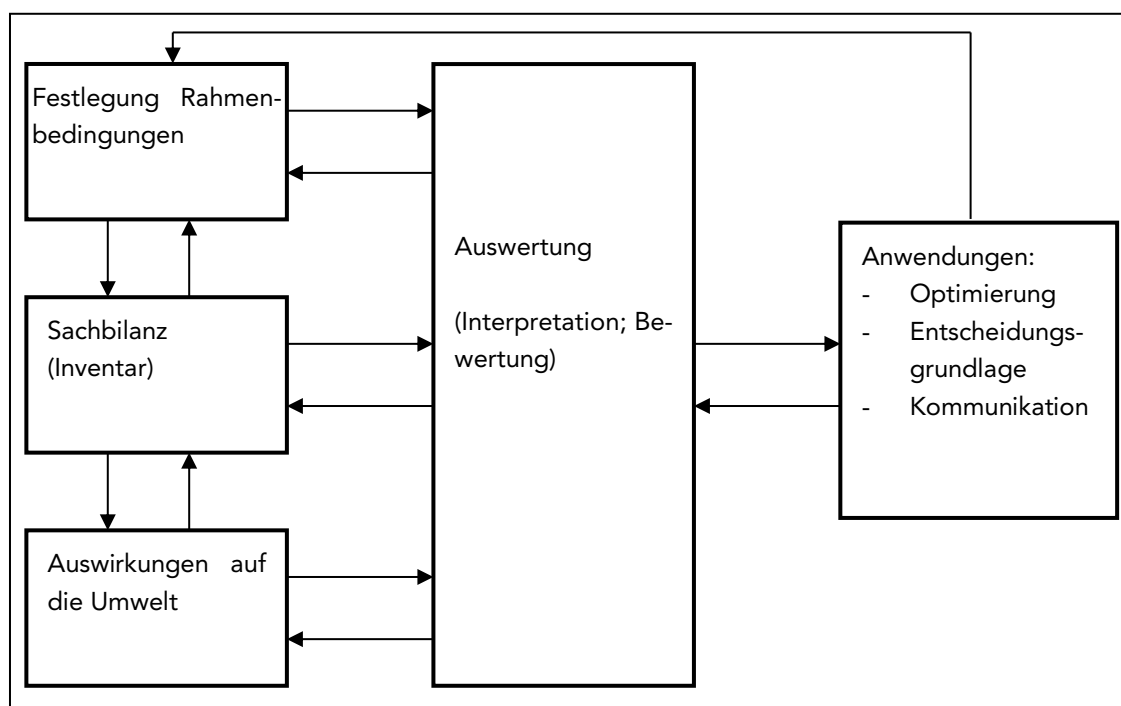 Festlegung Rahmen-
bedingungen
Auswertung
(Interpretation; Be-
wertung)
Anwendungen:
- Optimierung
- Entscheidungs-
grundlage
- Kommunikation
Sachbilanz
(Inventar)
Auswirkungen auf
die Umwelt